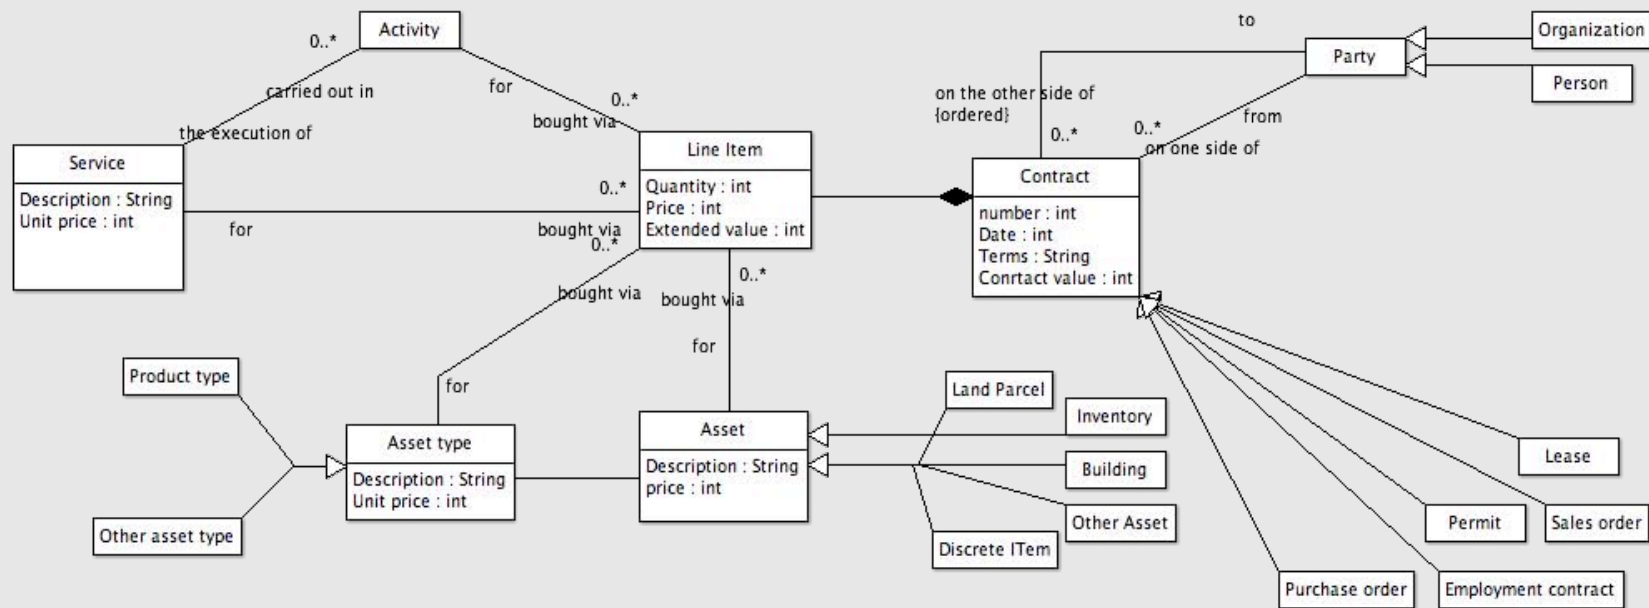 Activity
0..*
carried out in
the execution of
for
0..*
bought via
Service
Description : String
Unit price : int
for
0..*
bought via
Line Item
Quantity : int
Price : int
Extended value : int
0..*
bought via
for
0..*
bought via
for
to
on the other side of
{ordered}
0..*
0..*
from
on one side of
Party
Organization
Person
Contract
number : int
Date : int
Terms : String
Conrtact value : int
Product type
Other asset type
Asset type
Description : String
Unit price : int
Asset
Description : String
price : int
Land Parcel
Inventory
Building
Other Asset
Discrete ITem
Lease
Sales order
Permit
Employment contract
Purchase order